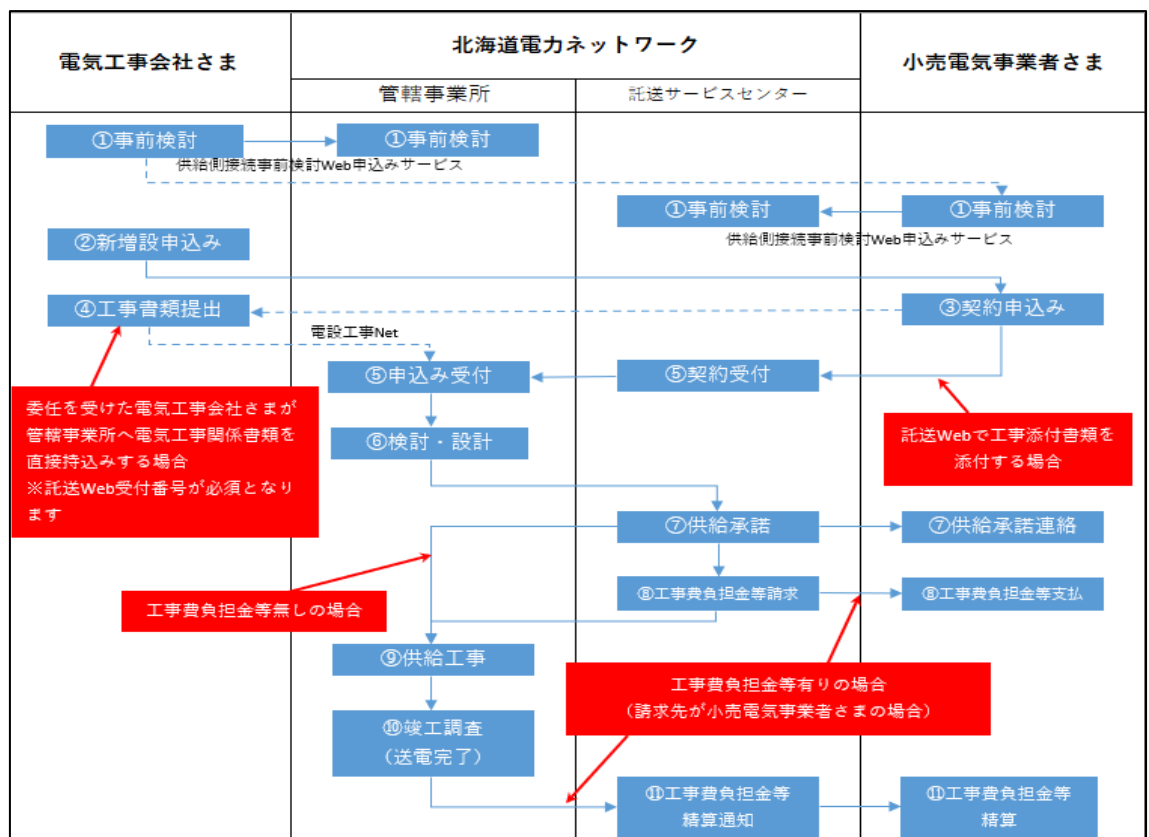 電気工事会社さま
北海道電力ネットワーク
小売電気事業者さま
管轄事業所
託送サービスセンター
①事前検討
①事前検討
供給側接続事前検討Web申込みサービス
①事前検討
①事前検討
供給側接続事前検討Web申込みサービス
②新増設申込み
④工事書類提出
③契約申込み
電設工事Net
⑤申込み受付
⑤契約受付
委任を受けた電気工事会社さまが
管轄事業所へ電気工事関係書類を
直接持込みする場合
※託送Web受付番号が必須となり
ます
託送Webで工事添付書類を
添付する場合
⑥検討・設計
⑦供給承諾
⑦供給承諾連絡
⑧工事費負担金等請求
⑧工事費負担金等支払
工事費負担金等無しの場合
⑨供給工事
工事費負担金等有りの場合
（請求先が小売電気事業者さまの場合）
⑩竣工調査
（送電完了）
⑪工事費負担金等
精算通知
⑪工事費負担金等
精算